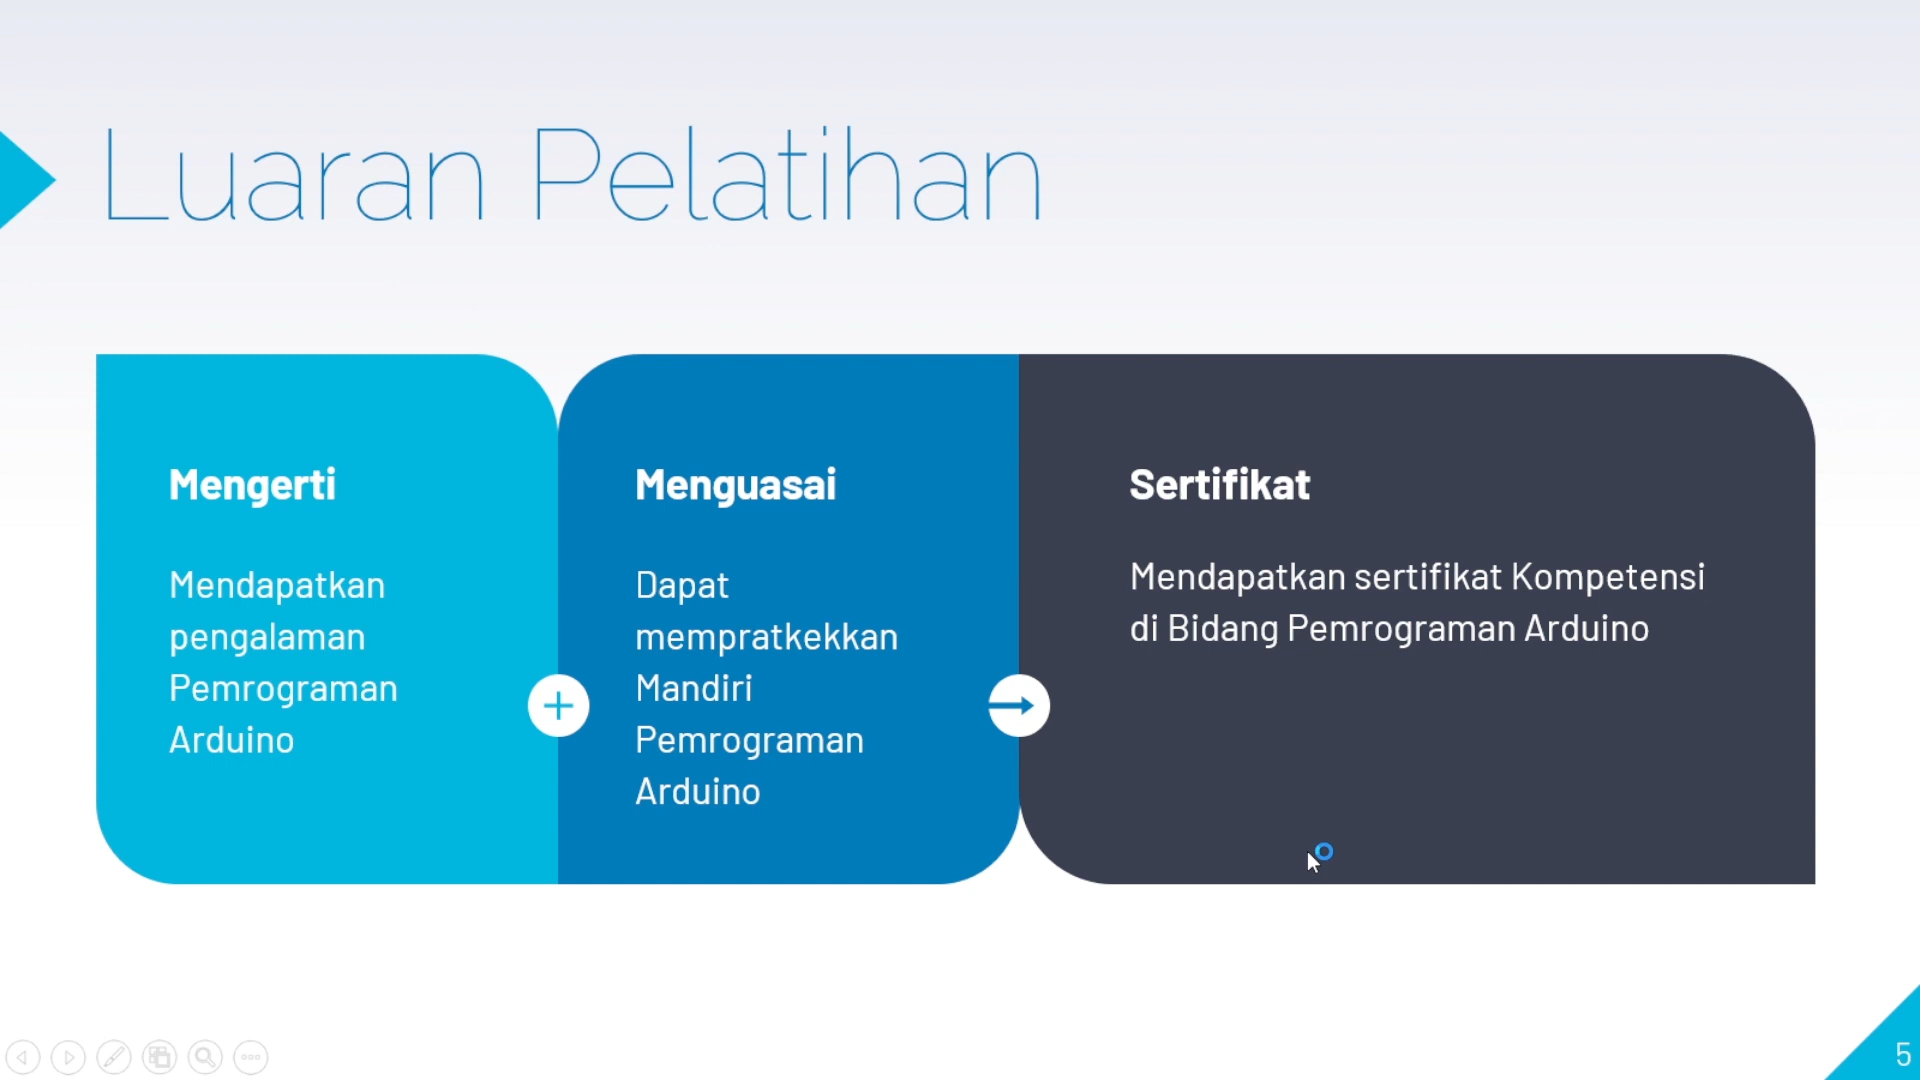 Luaran Pelatihan
Mengerti
Mendapatkan
pengalaman
Pemrograman
Arduino
Menguasai
Dapat
mempratkekkan
Mandiri
Pemrograman
Arduino
Sertifikat
Mendapatkan sertifikat Kompetensi
di Bidang Pemrograman Arduino
5